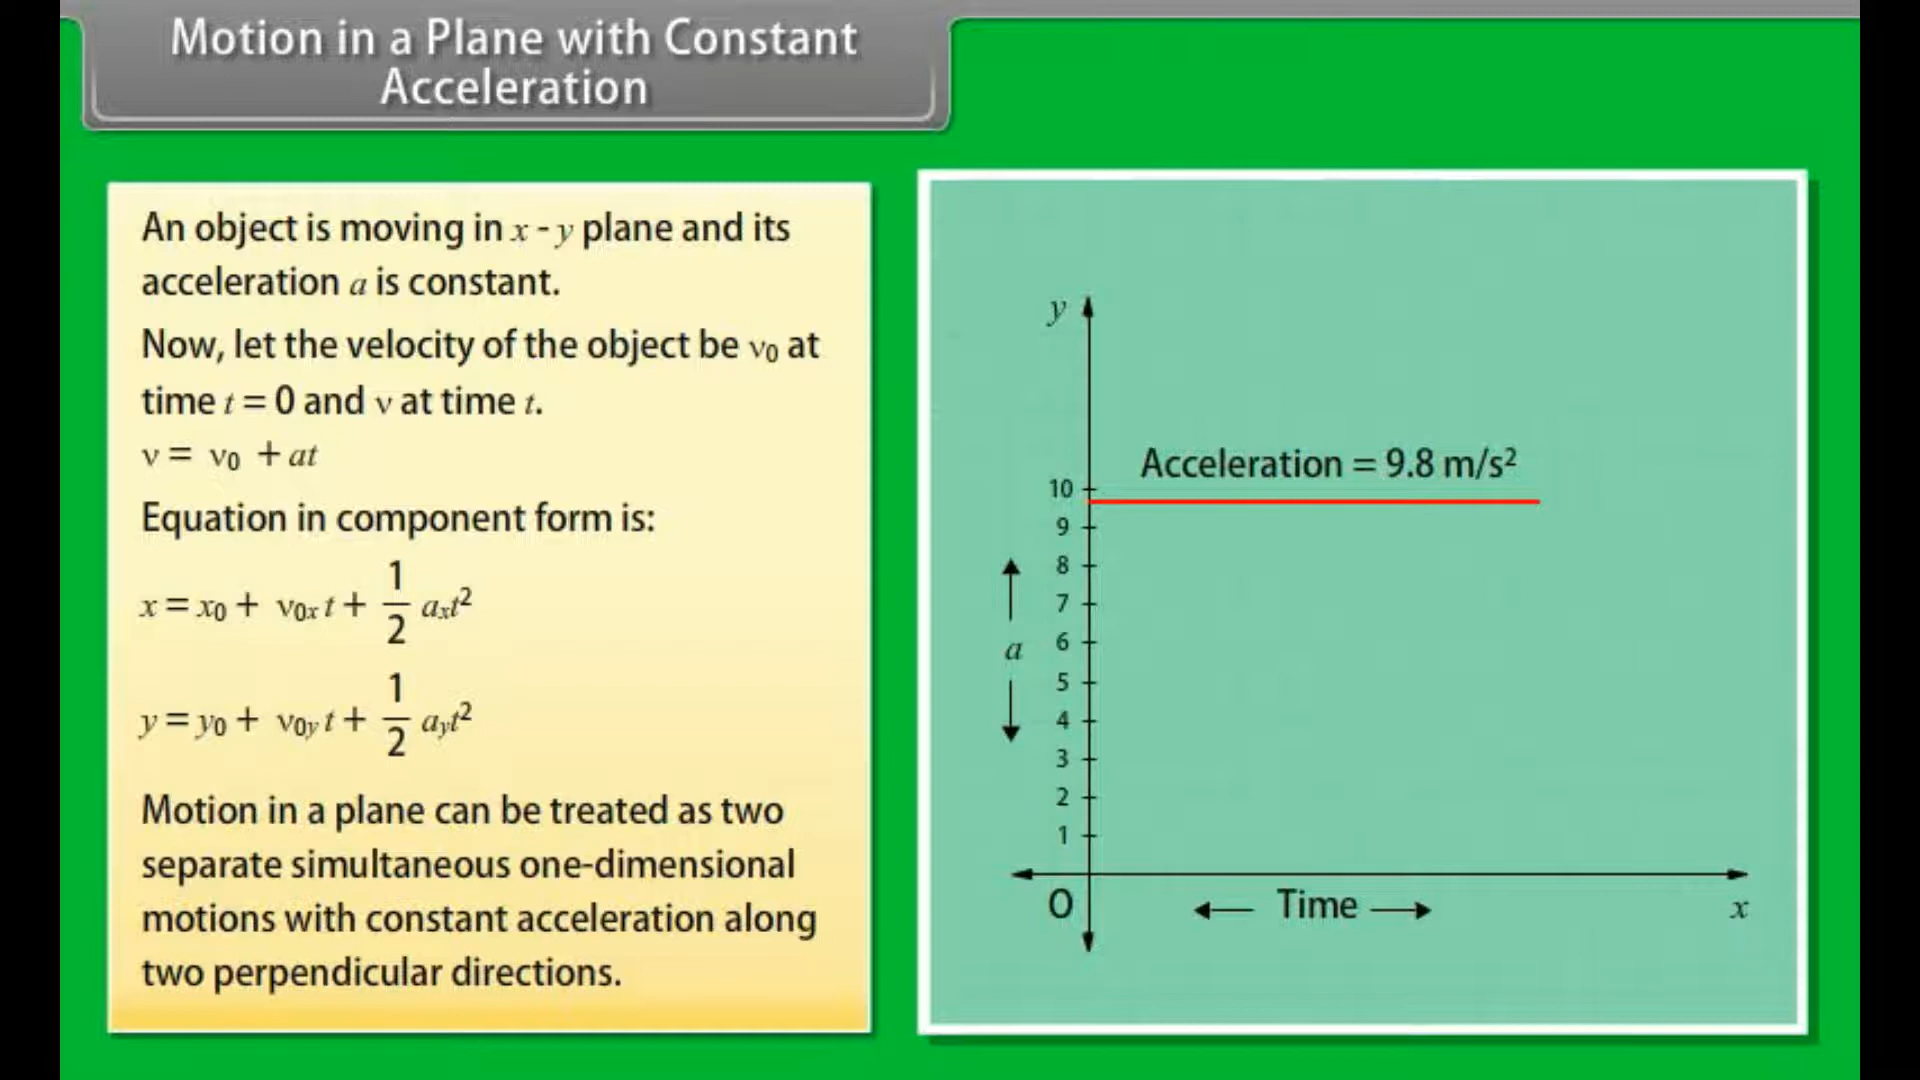 Motion in a Plane with Constant
Acceleration
An object is moving in x - y plane and its
acceleration a is constant.
Now, let the velocity of the object be v₀ at
time t = 0 and v at time t.
v = v₀ + at
Equation in component form is:
x = x₀ + v₀ₓ t + 1/2 aₓt²
y = y₀ + v₀y t + 1/2 ayt²
Motion in a plane can be treated as two
separate simultaneous one-dimensional
motions with constant acceleration along
two perpendicular directions.
y
Acceleration = 9.8 m/s²
10
9
8
7
6
a
5
4
3
2
1
O
Time
x